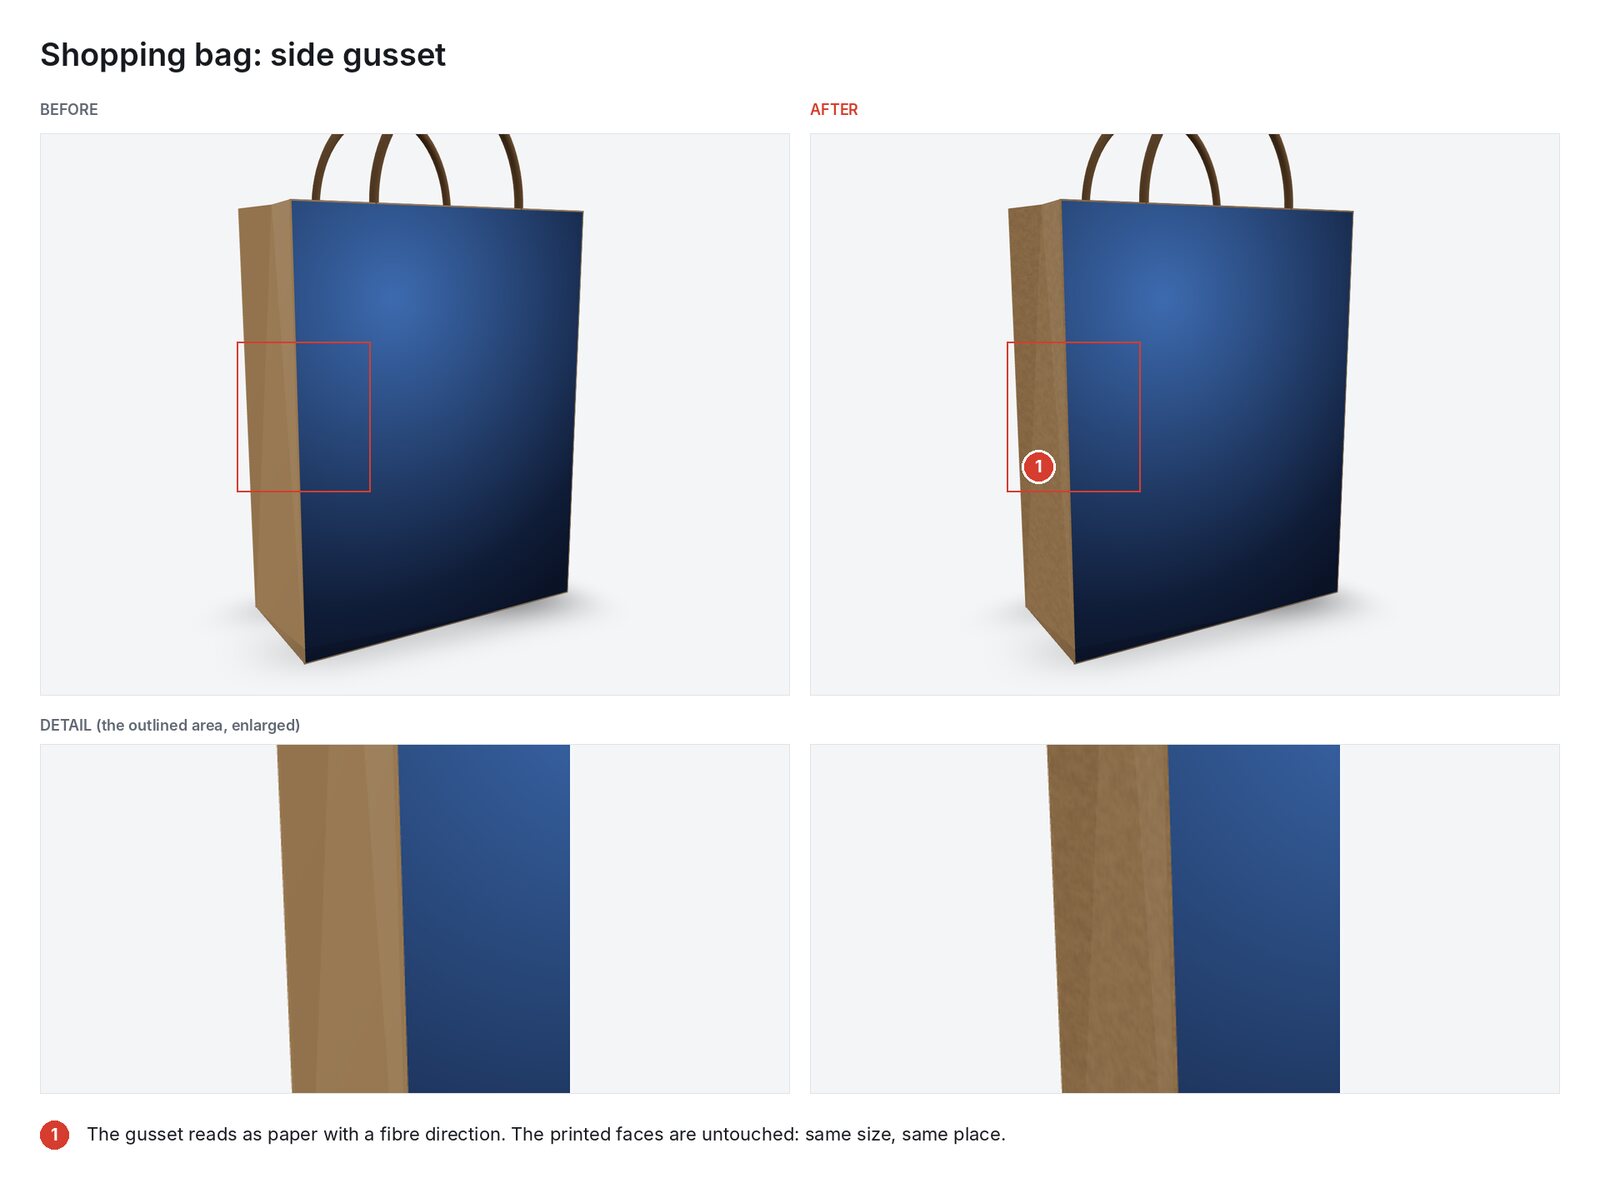 Shopping bag: side gusset
BEFORE
AFTER
1
DETAIL (the outlined area, enlarged)
1 The gusset reads as paper with a fibre direction. The printed faces are untouched: same size, same place.